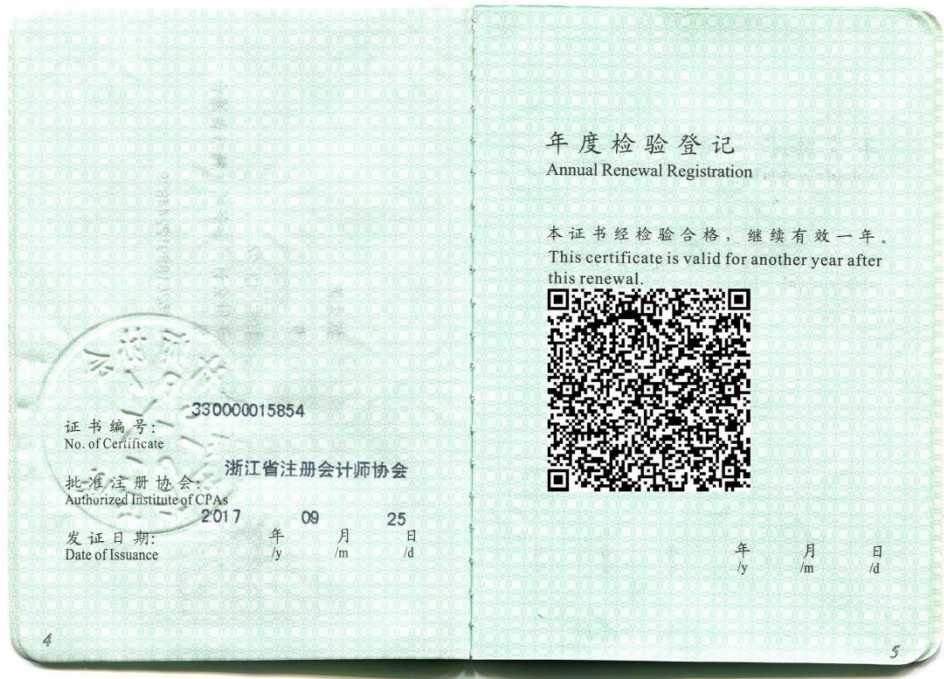 330000015854
证书编号:
No. of Certificate
浙江省注册会计师协会
批准注册协会:
Authorized Institute of CPAs
2017 09 25
发证日期: 年 月 日
Date of Issuance /y /m /d
4
年度检验登记
Annual Renewal Registration
本证书经检验合格，继续有效一年。
This certificate is valid for another year after
this renewal.
年 月 日
/y /m /d
5